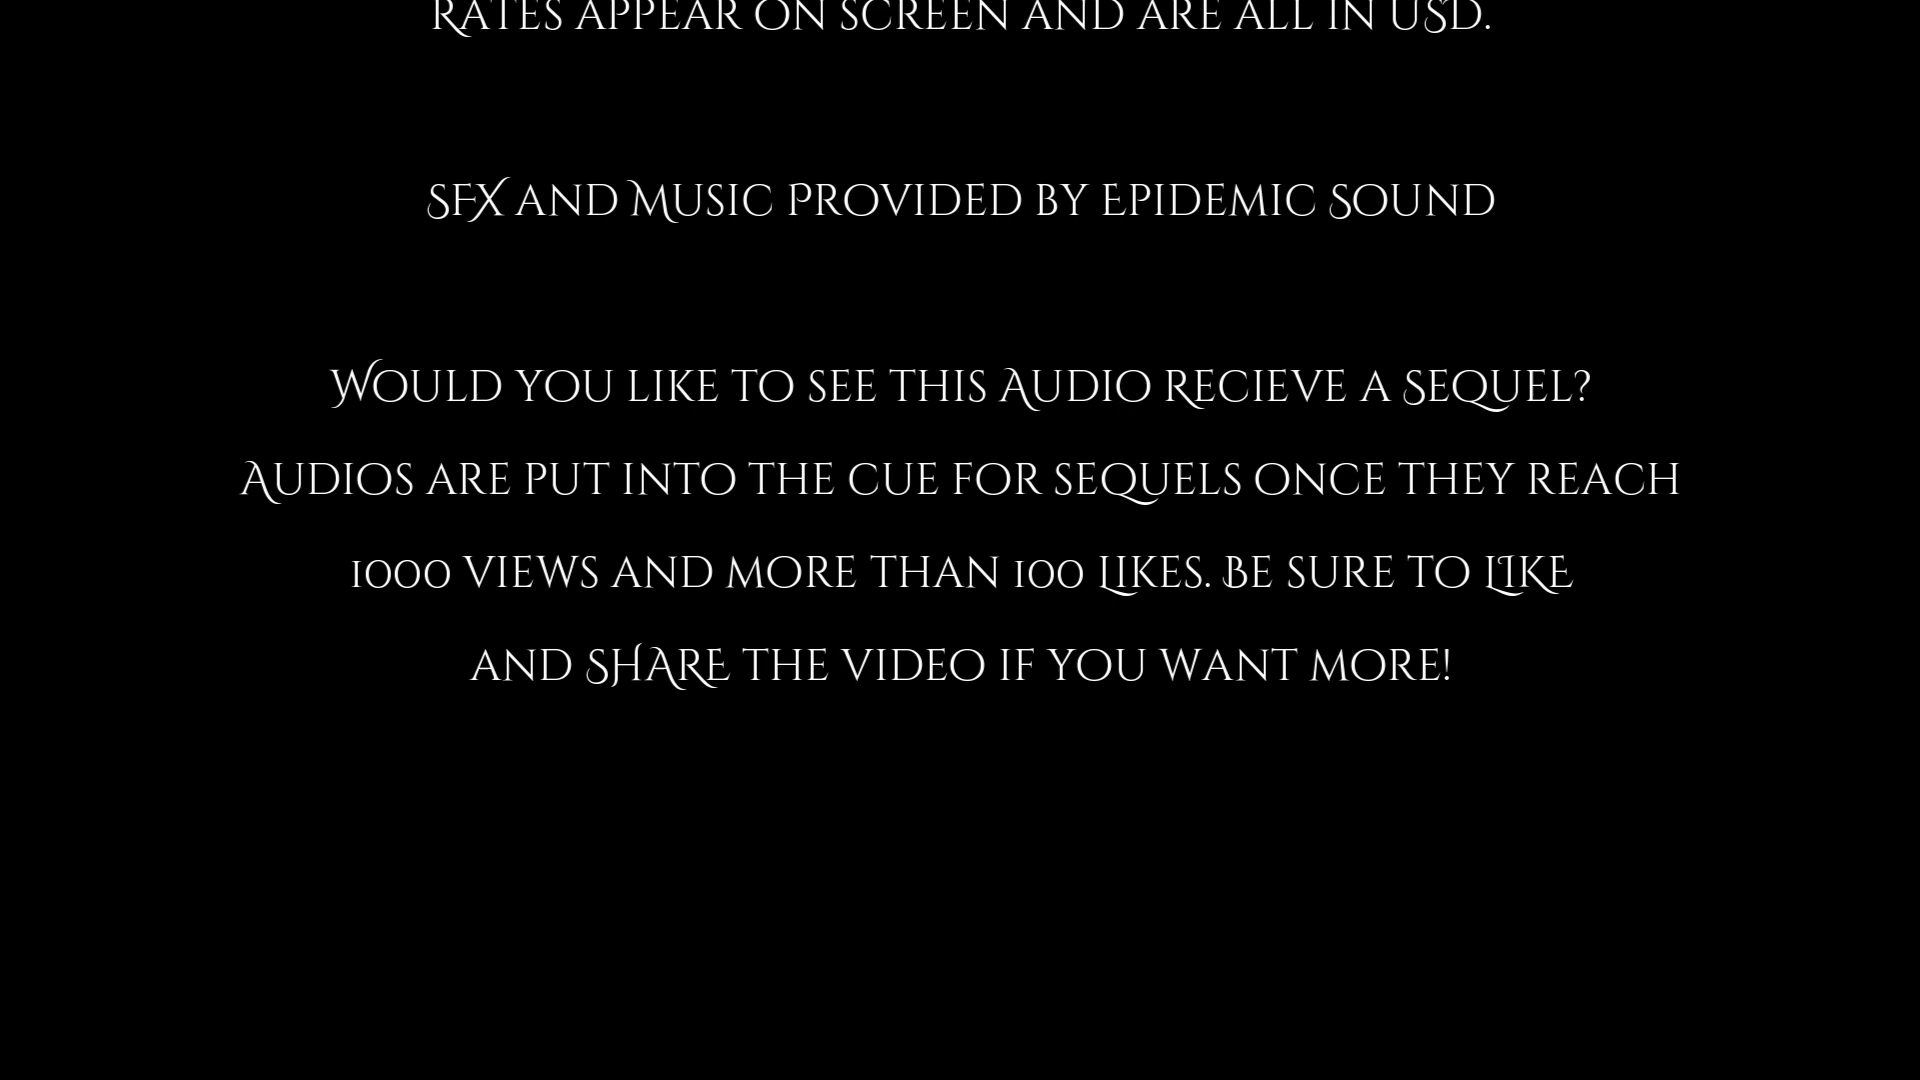 Rates appear on screen and are all in USD.
SFX and Music Provided by Epidemic Sound
Would you like to see this Audio Recieve a Sequel?
Audios are put into the cue for sequels once they reach
1000 views and more than 100 Likes. Be sure to LIKE
and SHARE the video if you want more!